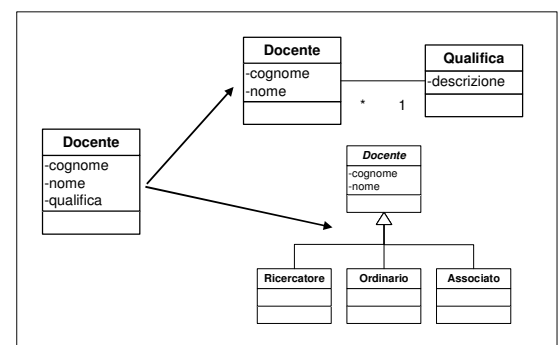 Docente
-cognome
-nome
-qualifica
Docente
-cognome
-nome
* 1
Qualifica
-descrizione
Docente
-cognome
-nome
Ricercatore
Ordinario
Associato